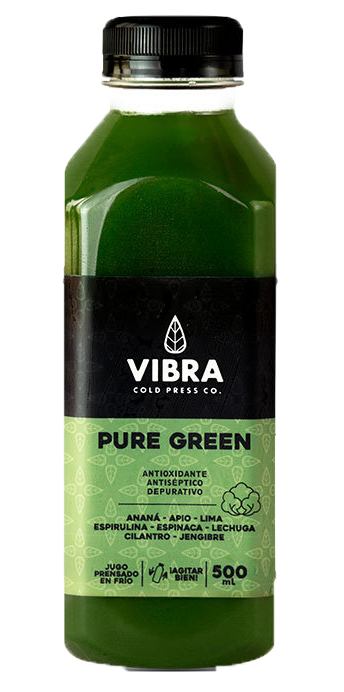 VIBRA
COLD PRESS CO.
PURE GREEN
ANTIOXIDANTE
ANTISÉPTICO
DEPURATIVO
ANANÁ - APIO - LIMA
ESPIRULINA - ESPINACA - LECHUGA
CILANTRO - JENGIBRE
JUGO
PRENSADO
EN FRÍO
¡AGITAR
BIEN!
500
mL